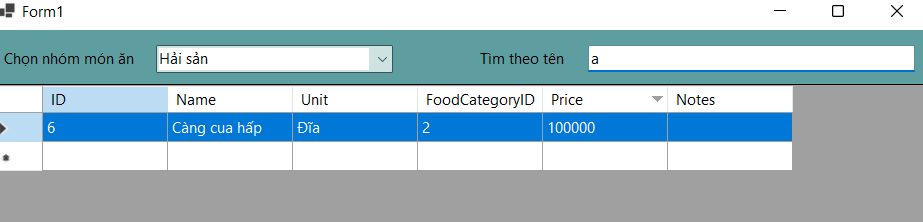 Form1
Chọn nhóm món ăn Hải sản Tìm theo tên a
ID Name Unit FoodCategoryID Price Notes
6 Càng cua hấp Đĩa 2 100000